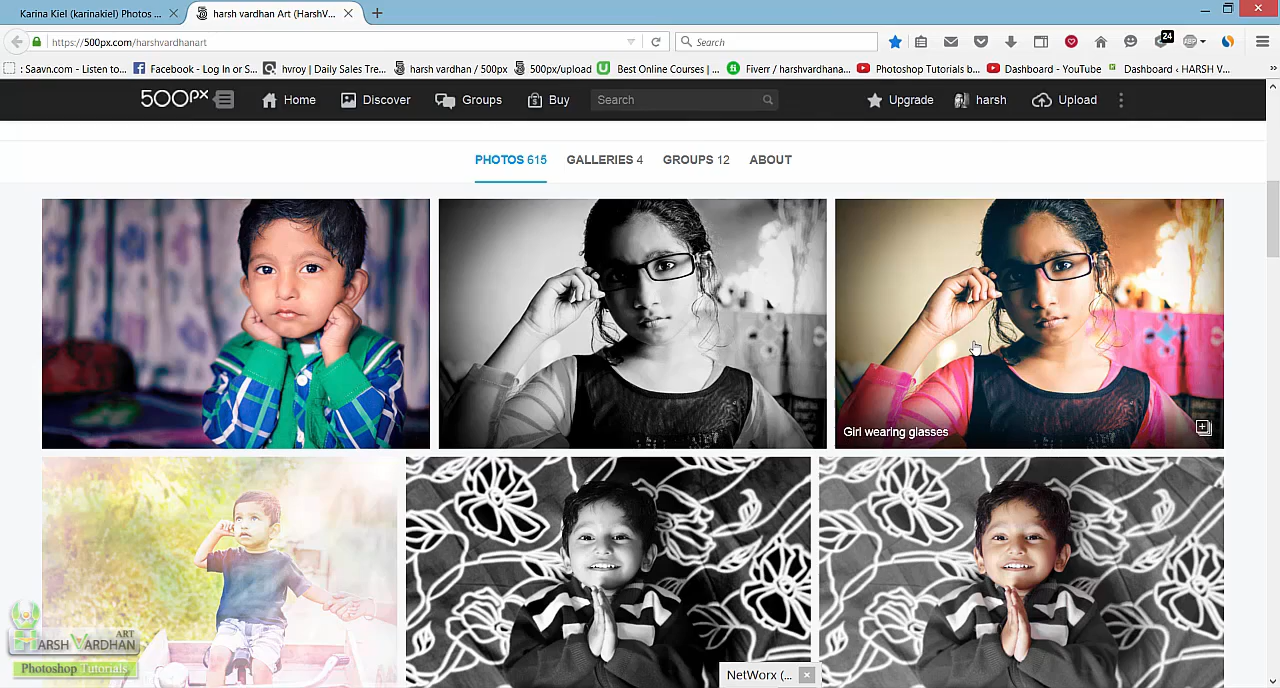 Karina Kiel (karinakiel) Photos ...
harsh vardhan Art (HarshV...
https://500px.com/harshvardhanart
Search
24
ABP
: Saavn.com - Listen to...
Facebook - Log In or S...
hvroy | Daily Sales Tre...
harsh vardhan / 500px
500px/upload
Best Online Courses | ...
Fiverr / harshvardhana...
Photoshop Tutorials b...
Dashboard - YouTube
Dashboard ‹ HARSH V...
500px
Home
Discover
Groups
Buy
Search
Upgrade
harsh
Upload
PHOTOS 615
GALLERIES 4
GROUPS 12
ABOUT
Girl wearing glasses
ART
HARSH VARDHAN
Photoshop Tutorials
NetWorx (...